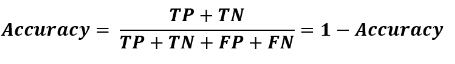 Accuracy = TP + TN / TP + TN + FP + FN = 1 − Accuracy